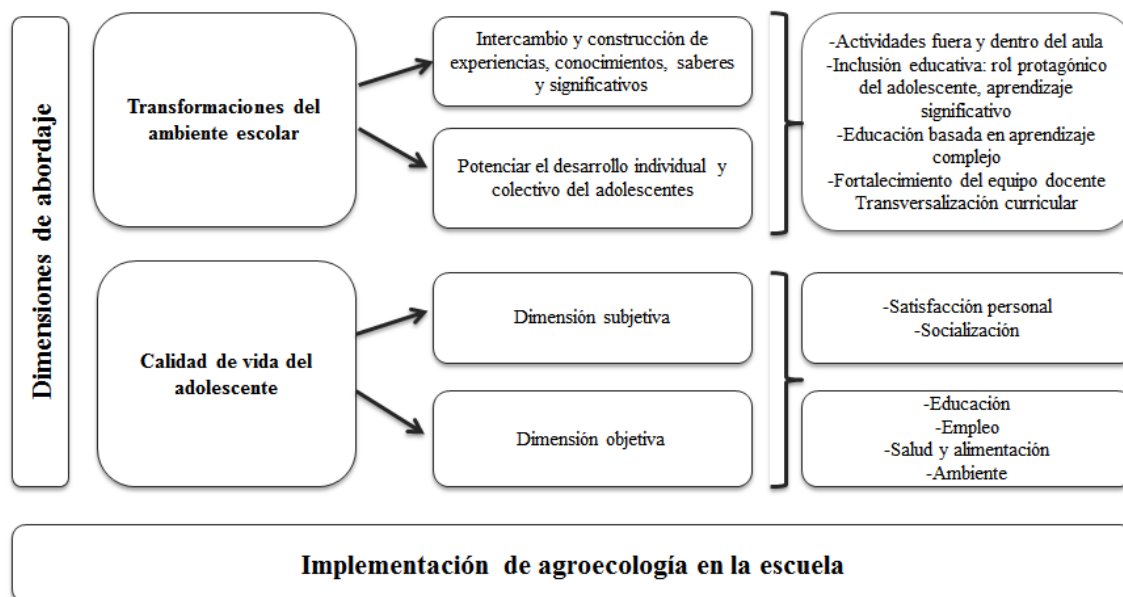 Dimensiones de abordaje
Transformaciones del
ambiente escolar
Intercambio y construcción de
experiencias, conocimientos, saberes
y significativos
Potenciar el desarrollo individual y
colectivo del adolescentes
-Actividades fuera y dentro del aula
-Inclusión educativa: rol protagónico
del adolescente, aprendizaje
significativo
-Educación basada en aprendizaje
complejo
-Fortalecimiento del equipo docente
Transversalización curricular
Calidad de vida del
adolescente
Dimensión subjetiva
Dimensión objetiva
-Satisfacción personal
-Socialización
-Educación
-Empleo
-Salud y alimentación
-Ambiente
Implementación de agroecología en la escuela